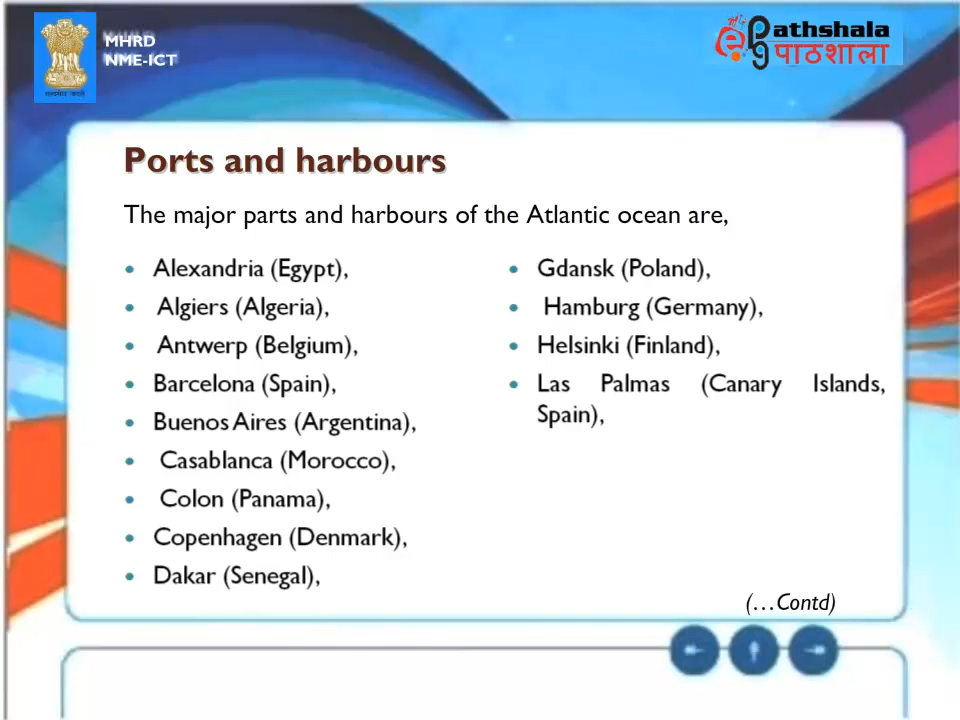 MHRD
NME-ICT
ePathshala
पाठशाला
Ports and harbours
The major parts and harbours of the Atlantic ocean are,
• Alexandria (Egypt),
• Algiers (Algeria),
• Antwerp (Belgium),
• Barcelona (Spain),
• Buenos Aires (Argentina),
• Casablanca (Morocco),
• Colon (Panama),
• Copenhagen (Denmark),
• Dakar (Senegal),
• Gdansk (Poland),
• Hamburg (Germany),
• Helsinki (Finland),
• Las Palmas (Canary Islands,
Spain),
(…Contd)